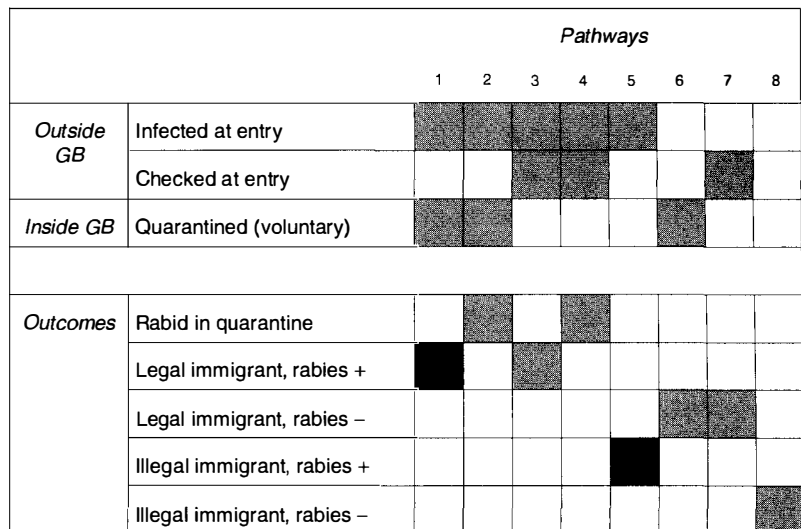 Pathways
1 2 3 4 5 6 7 8
Outside GB
Infected at entry
Checked at entry
Inside GB
Quarantined (voluntary)
Outcomes
Rabid in quarantine
Legal immigrant, rabies +
Legal immigrant, rabies –
Illegal immigrant, rabies +
Illegal immigrant, rabies –